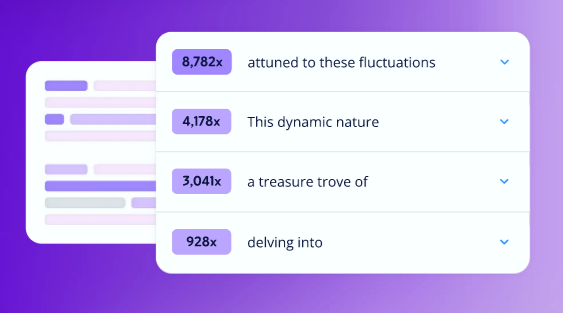 8,782x attuned to these fluctuations
4,178x This dynamic nature
3,041x a treasure trove of
928x delving into